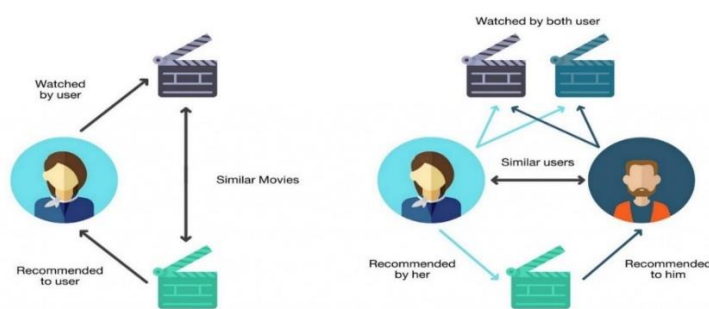 Watched
by user
Similar Movies
Recommended
to user
Watched by both user
Similar users
Recommended
by her
Recommended
to him